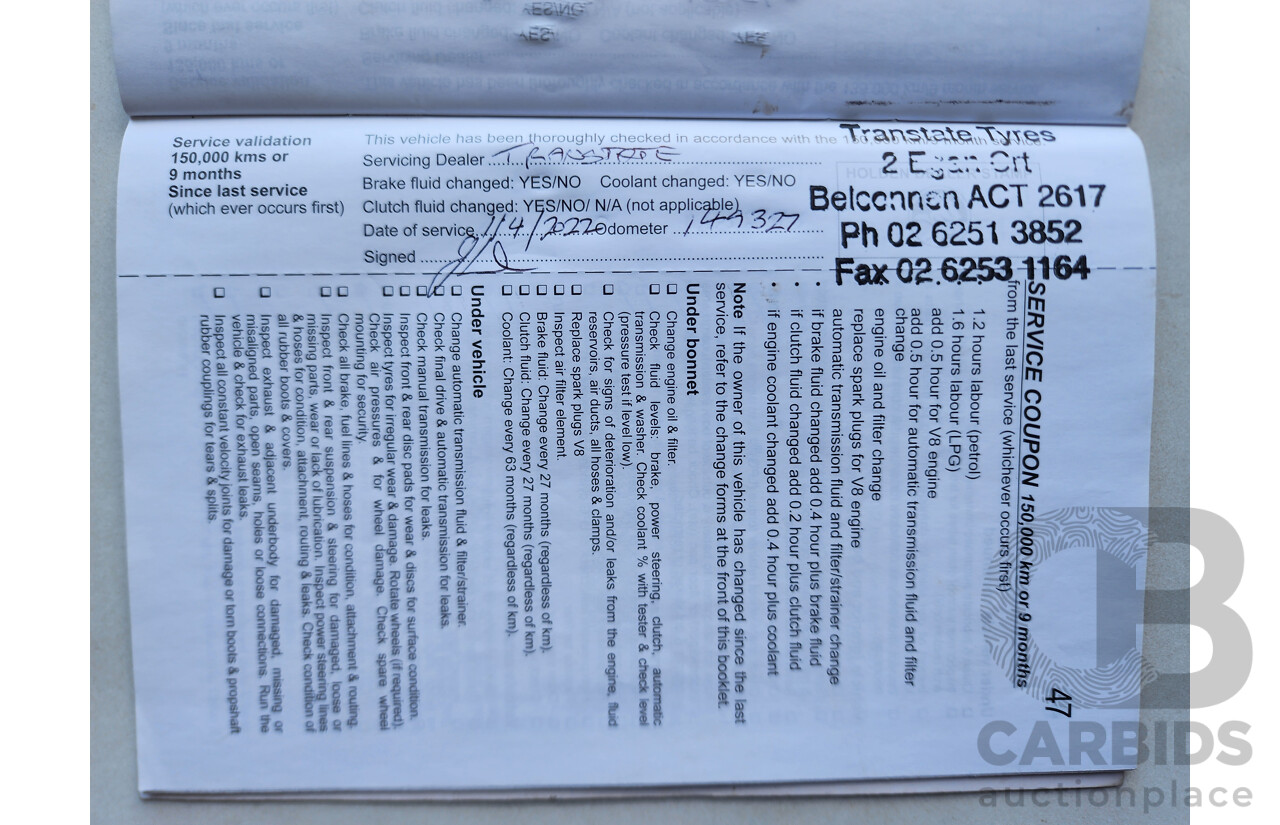 Service validation
150,000 kms or
9 months
Since last service
(which ever occurs first)
This vehicle has been thoroughly checked in accordance with the 150,000 km/9 month service.
Servicing Dealer TRANSTATE
Brake fluid changed: YES/NO Coolant changed: YES/NO
Clutch fluid changed: YES/NO/ N/A (not applicable)
Date of service /4/2022 Odometer 149327
Signed
Transtate Tyres
2 Egan Crt
Belconnen ACT 2617
Ph 02 6251 3852
Fax 02 6253 1164
47
SERVICE COUPON 150,000 km or 9 months
from the last service (whichever occurs first)
1.2 hours labour (petrol)
1.6 hours labour (LPG)
add 0.5 hour for V8 engine
add 0.5 hour for automatic transmission fluid and filter
change
engine oil and filter change
replace spark plugs for V8 engine
automatic transmission fluid and filter/strainer change
• if brake fluid changed add 0.4 hour plus brake fluid
• if clutch fluid changed add 0.2 hour plus clutch fluid
• if engine coolant changed add 0.4 hour plus coolant
Note If the owner of this vehicle has changed since the last
service, refer to the change forms at the front of this booklet.
Under bonnet
☐ Change engine oil & filter.
☐ Check fluid levels: brake, power steering, clutch, automatic
transmission & washer. Check coolant % with tester & check level
(pressure test if level low).
☐ Check for signs of deterioration and/or leaks from the engine, fluid
reservoirs, air ducts, all hoses & clamps.
☐ Replace spark plugs V8
☐ Inspect air filter element.
☐ Brake fluid: Change every 27 months (regardless of km).
☐ Clutch fluid: Change every 27 months (regardless of km).
☐ Coolant: Change every 63 months (regardless of km).
Under vehicle
☐ Change automatic transmission fluid & filter/strainer.
☐ Check final drive & automatic transmission for leaks.
☐ Check manual transmission for leaks.
☐ Inspect front & rear disc pads for wear & discs for surface condition.
☐ Inspect tyres for irregular wear & damage. Rotate wheels (if required).
Check air pressures & for wheel damage. Check spare wheel
mounting for security.
☐ Check all brake, fuel lines & hoses for condition, attachment & routing.
☐ Inspect front & rear suspension & steering for damaged, loose or
missing parts, wear or lack of lubrication. Inspect power steering lines
& hoses for condition, attachment, routing & leaks. Check condition of
all rubber boots & covers.
☐ Inspect exhaust & adjacent underbody for damaged, missing or
misaligned parts, open seams, holes or loose connections. Run the
vehicle & check for exhaust leaks.
☐ Inspect all constant velocity joints for damage or torn boots & propshaft
rubber couplings for tears & splits.
CARBIDS
auctionplace